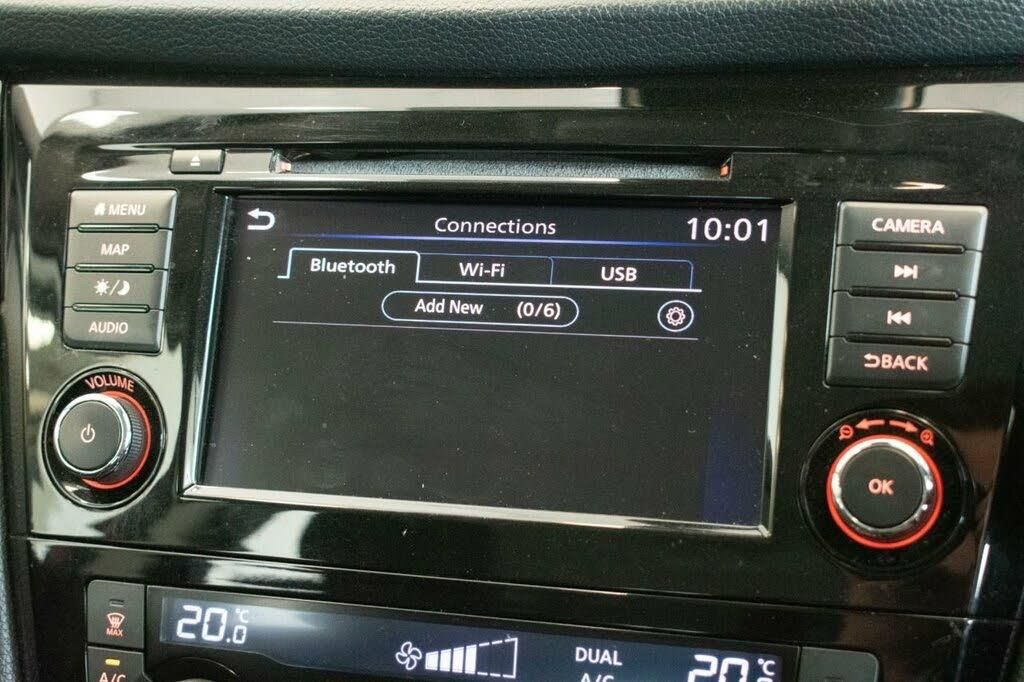 MENU
MAP
AUDIO
VOLUME
Connections 10:01
Bluetooth Wi-Fi USB
Add New (0/6)
CAMERA
BACK
OK
MAX
A/C
20.0 °C
DUAL
A/C
20. °C